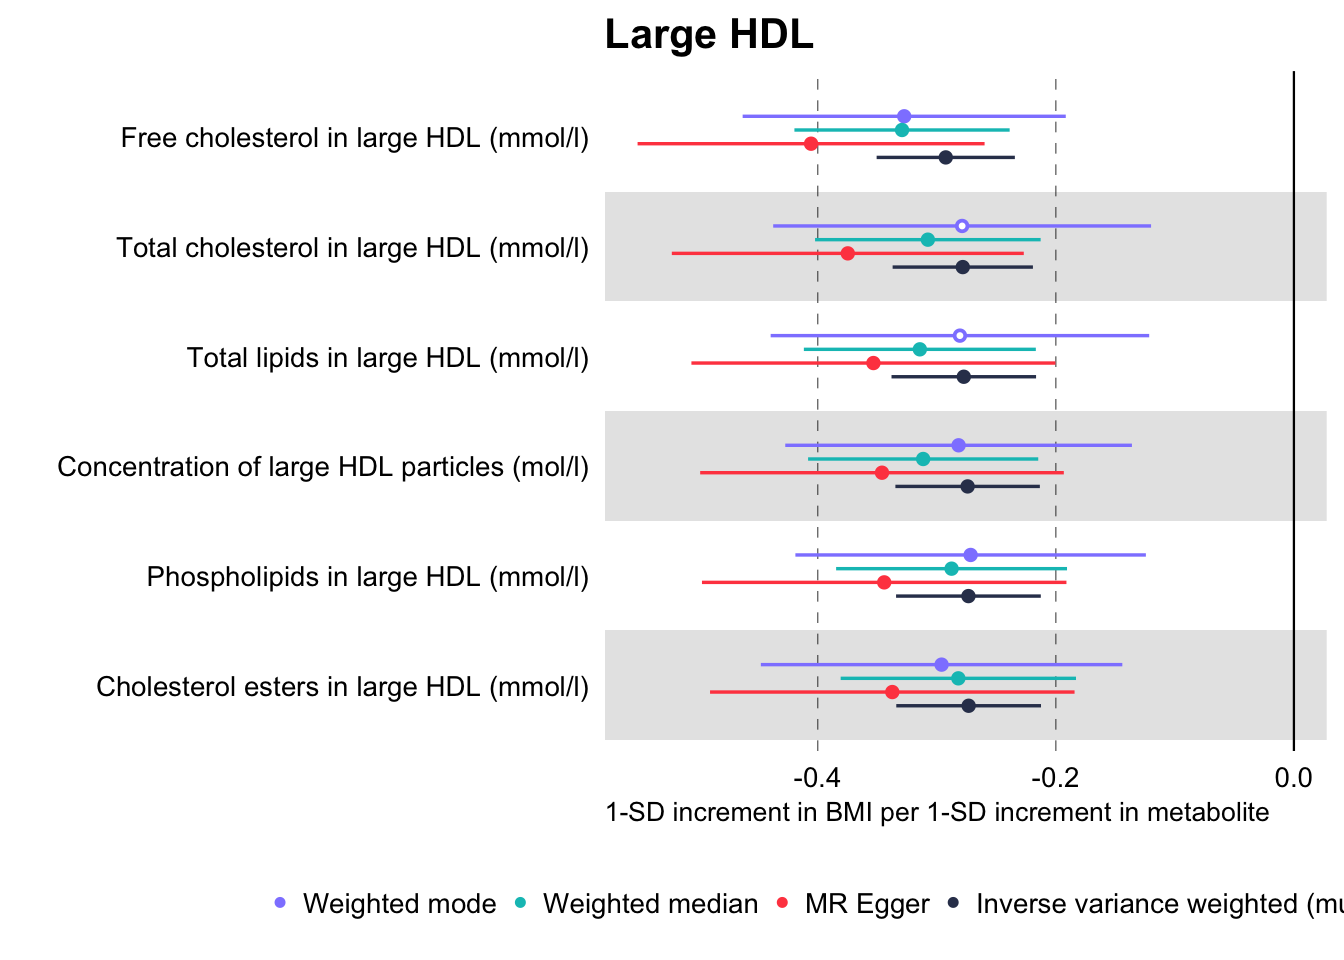 Large HDL
Free cholesterol in large HDL (mmol/l)
Total cholesterol in large HDL (mmol/l)
Total lipids in large HDL (mmol/l)
Concentration of large HDL particles (mol/l)
Phospholipids in large HDL (mmol/l)
Cholesterol esters in large HDL (mmol/l)
-0.4 -0.2 0.0
1-SD increment in BMI per 1-SD increment in metabolite
Weighted mode Weighted median MR Egger Inverse variance weighted (mu